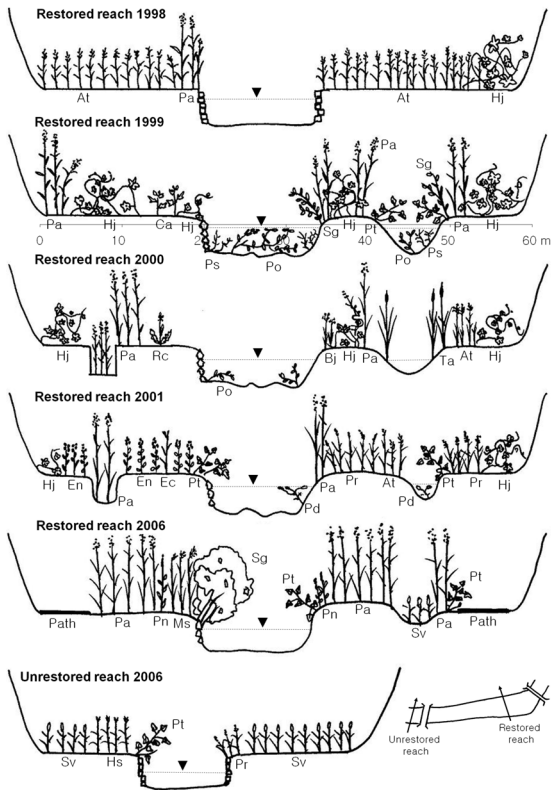 Restored reach 1998
At Pa At Hj
Restored reach 1999
Pa
Sg
Pa Hj Ca Hj Sg Hj Pt Pa Hj
0 10 20 30 40 50 60 m
Ps Po Po Ps
Restored reach 2000
Hj Pa Rc Bj Hj Pa Ta At Hj
Po
Restored reach 2001
Hj En Pa En Ec Pt Pd Pa Pr At Pd Pt Pr Hj
Restored reach 2006
Sg
Pt Pt
Path Pa Pn Ms Pn Pa Sv Pa Path
Unrestored reach 2006
Pt
Sv Hs Pr Sv
Unrestored
reach
Restored
reach